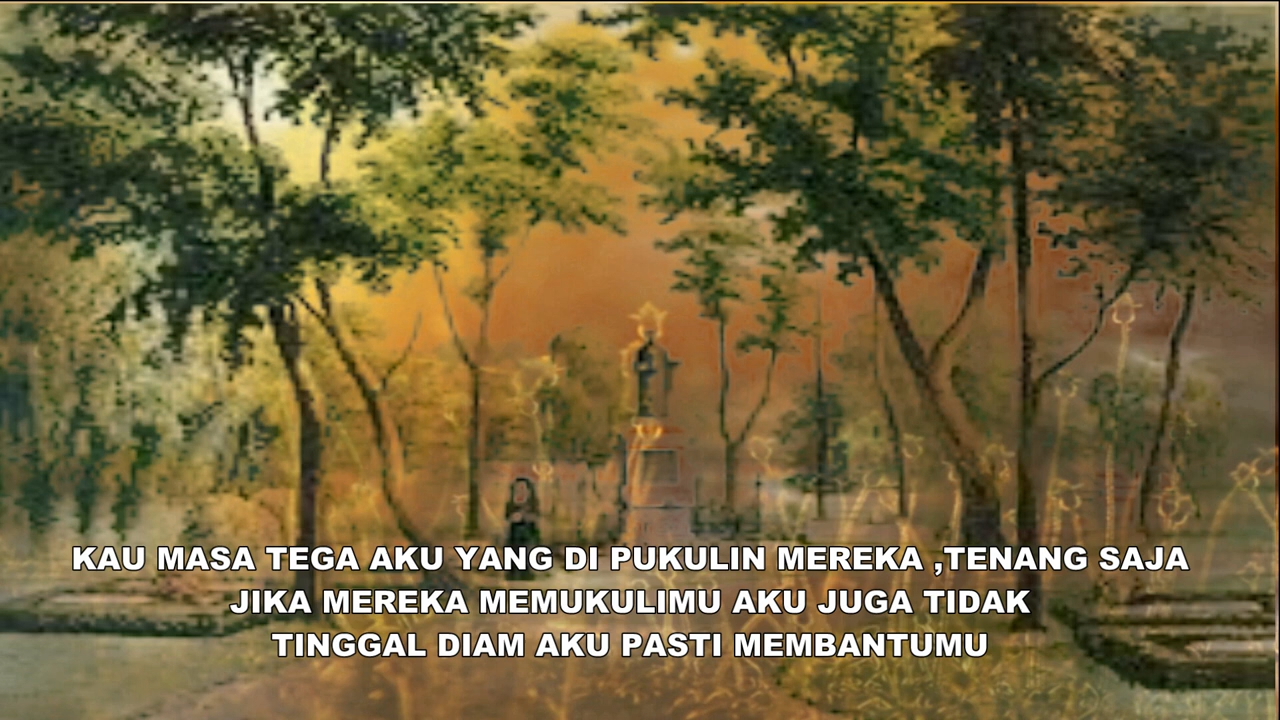 KAU MASA TEGA AKU YANG DI PUKULIN MEREKA ,TENANG SAJA
JIKA MEREKA MEMUKULIMU AKU JUGA TIDAK
TINGGAL DIAM AKU PASTI MEMBANTUMU